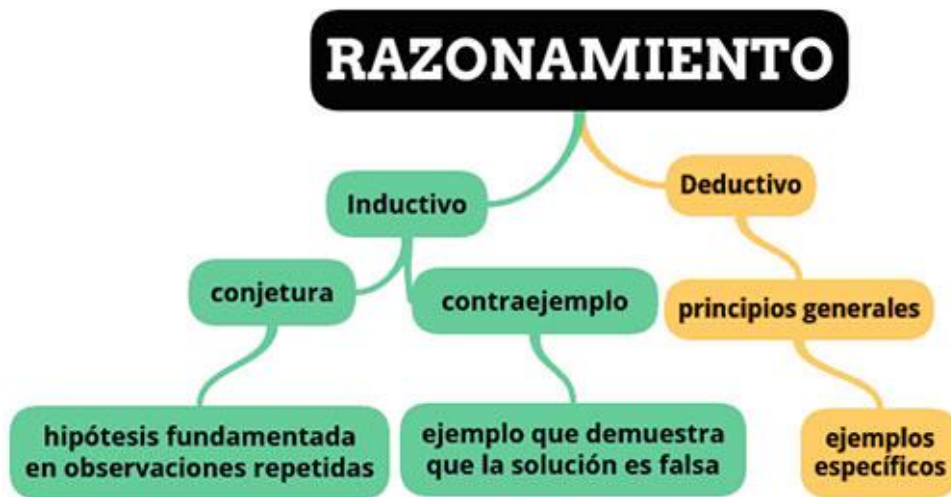 RAZONAMIENTO
Inductivo
Deductivo
conjetura
contraejemplo
principios generales
hipótesis fundamentada
en observaciones repetidas
ejemplo que demuestra
que la solución es falsa
ejemplos
específicos